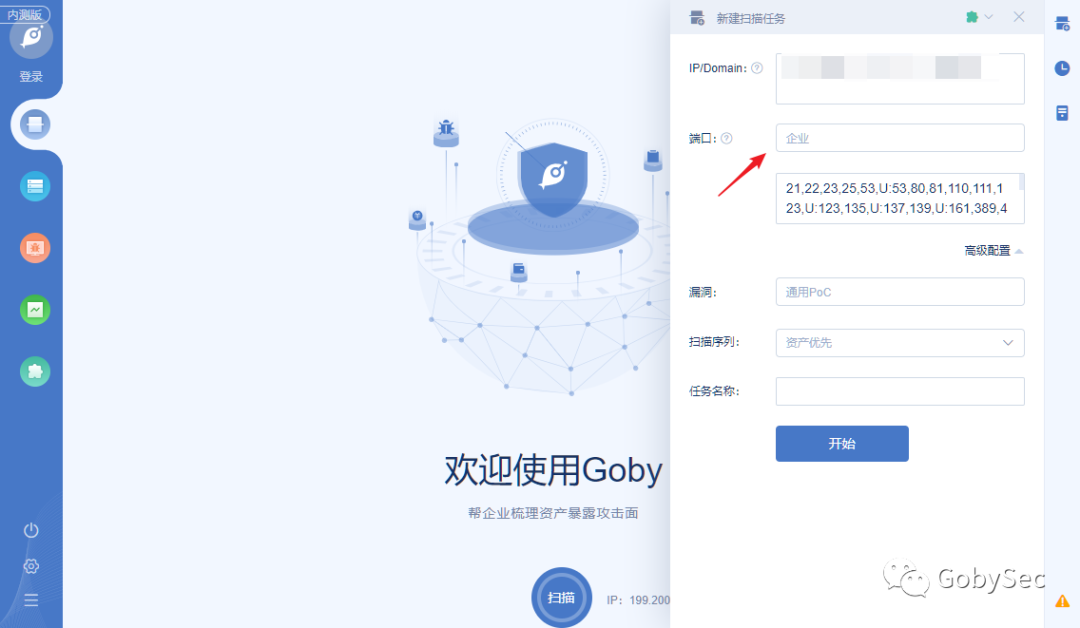 内测版
登录
新建扫描任务
IP/Domain:
端口:
企业
21,22,23,25,53,U:53,80,81,110,111,1
23,U:123,135,U:137,139,U:161,389,4
高级配置
漏洞:
通用PoC
扫描序列:
资产优先
任务名称:
开始
欢迎使用Goby
帮企业梳理资产暴露攻击面
扫描
IP: 199.200
GobySec